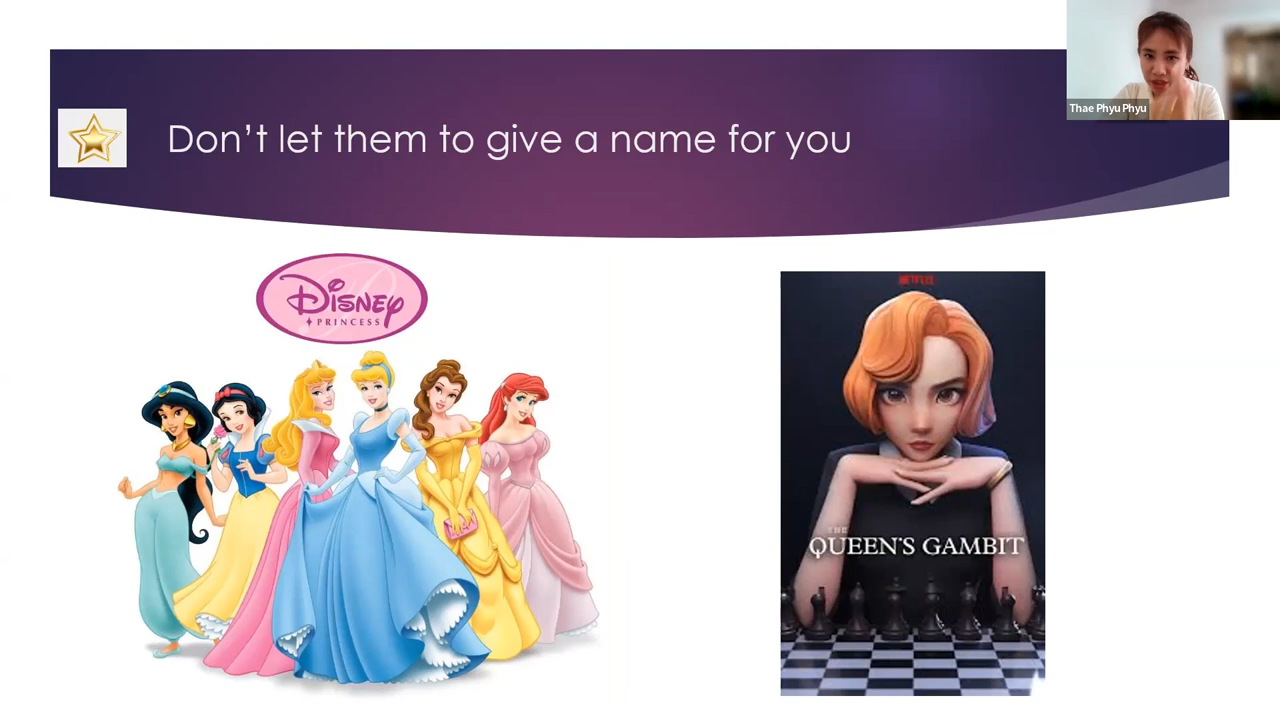 Thae Phyu Phyu
Don't let them to give a name for you
Disney
PRINCESS
NETFLIX
THE
QUEEN'S GAMBIT